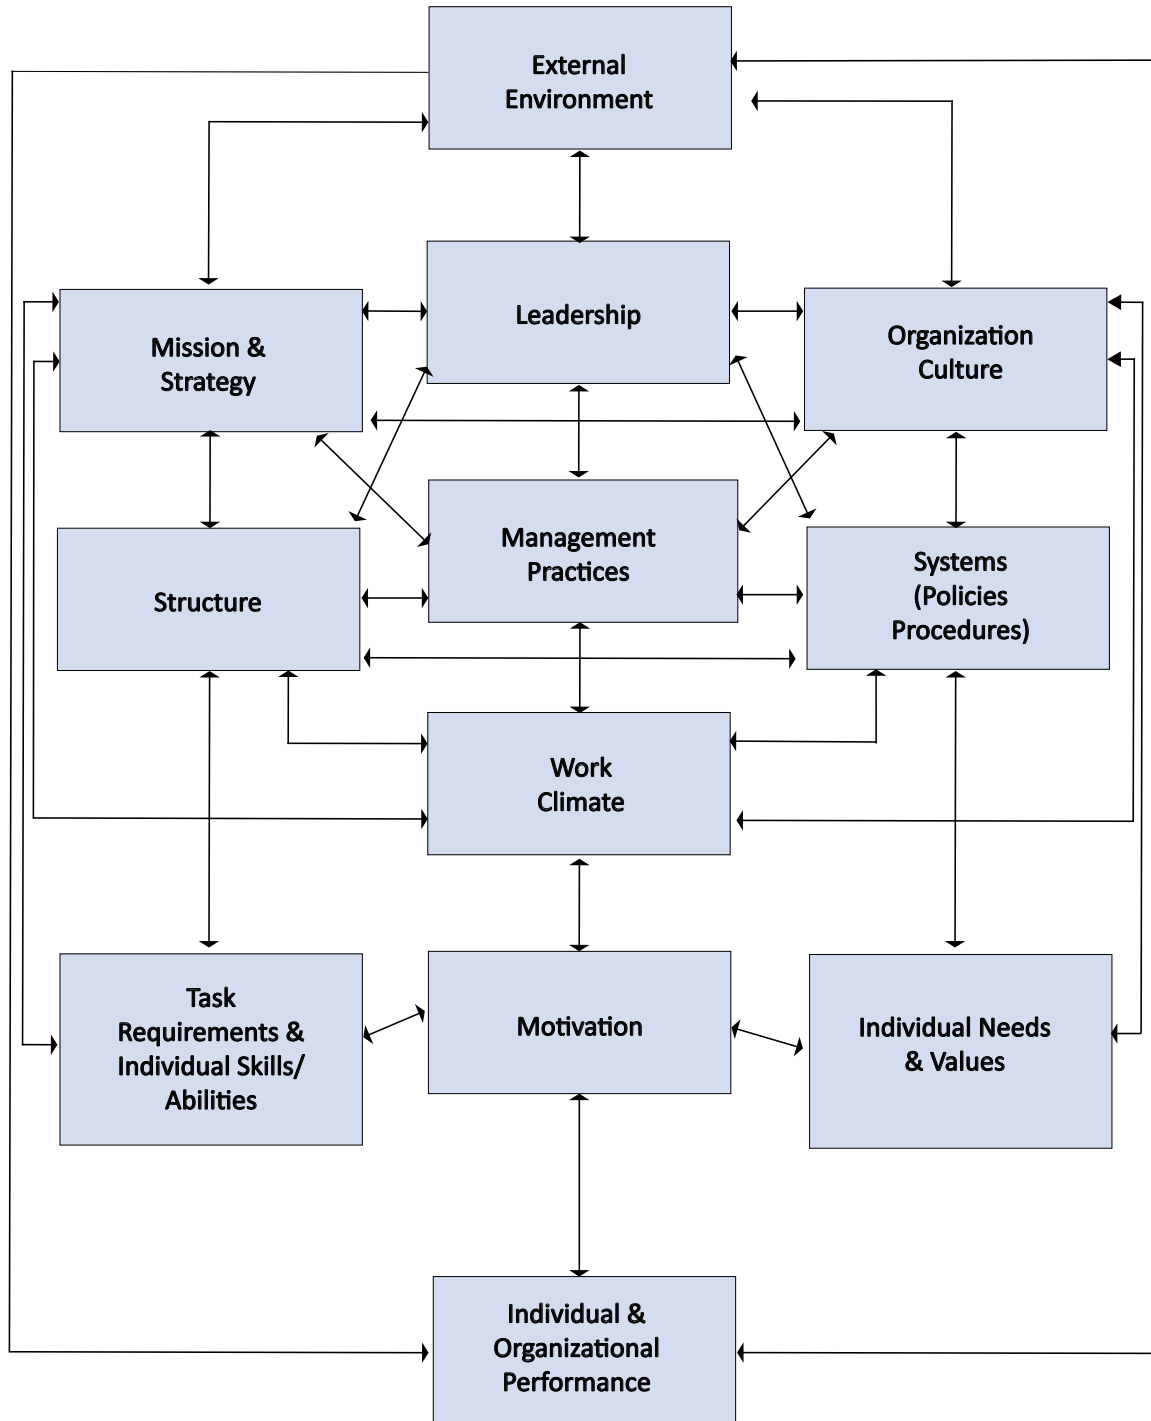 External
Environment
Leadership
Mission &
Strategy
Organization
Culture
Management
Practices
Structure
Systems
(Policies
Procedures)
Work
Climate
Task
Requirements &
Individual Skills/
Abilities
Motivation
Individual Needs
& Values
Individual &
Organizational
Performance